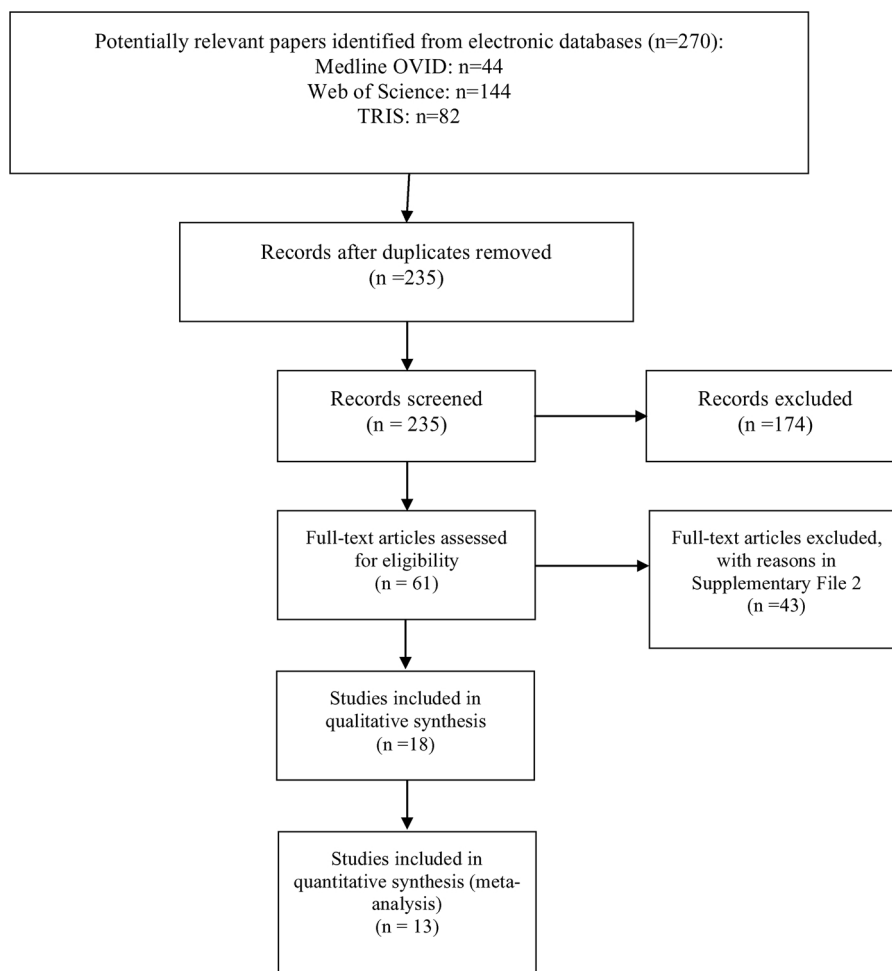 Potentially relevant papers identified from electronic databases (n=270):
Medline OVID: n=44
Web of Science: n=144
TRIS: n=82
Records after duplicates removed
(n =235)
Records screened
(n = 235)
Records excluded
(n =174)
Full-text articles assessed
for eligibility
(n = 61)
Full-text articles excluded,
with reasons in
Supplementary File 2
(n =43)
Studies included in
qualitative synthesis
(n =18)
Studies included in
quantitative synthesis (meta-
analysis)
(n = 13)